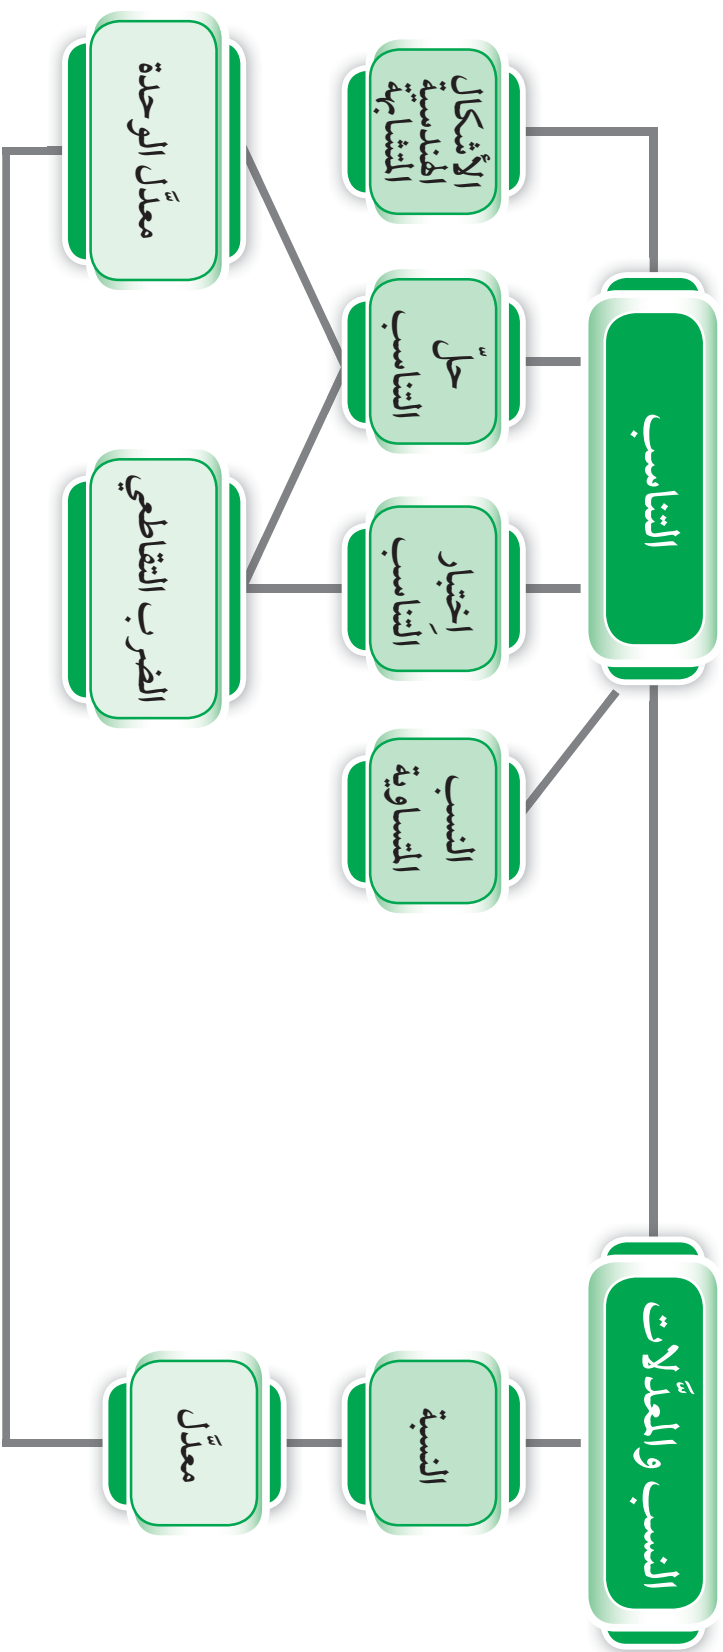 النسب والمعدَّلات
التناسب
النسبة
النسب
المتساوية
اختبار
التناسب
حلّ
التناسب
الأشكال
الهندسية
المتشابهة
معدَّل
الضرب التقاطعي
معدَّل الوحدة